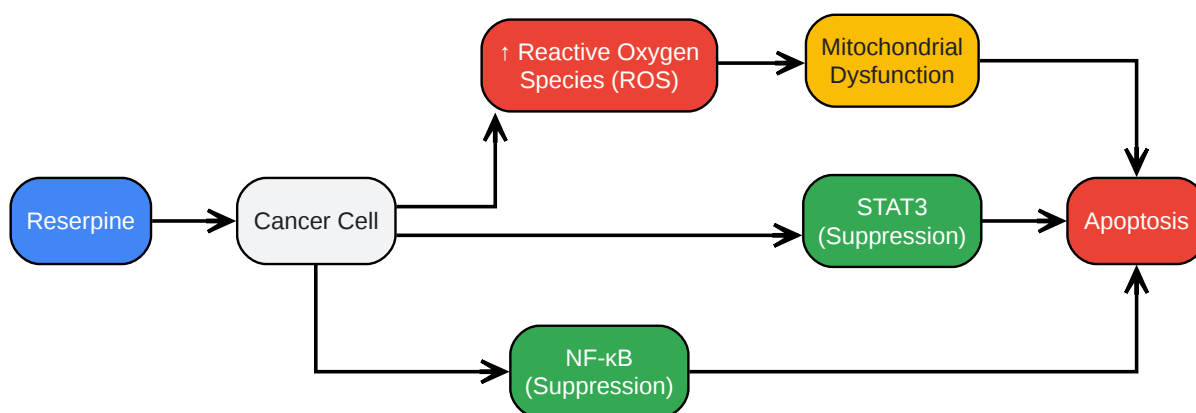 ↑ Reactive Oxygen
Species (ROS)
Mitochondrial
Dysfunction
Reserpine
Cancer Cell
STAT3
(Suppression)
Apoptosis
NF-κB
(Suppression)